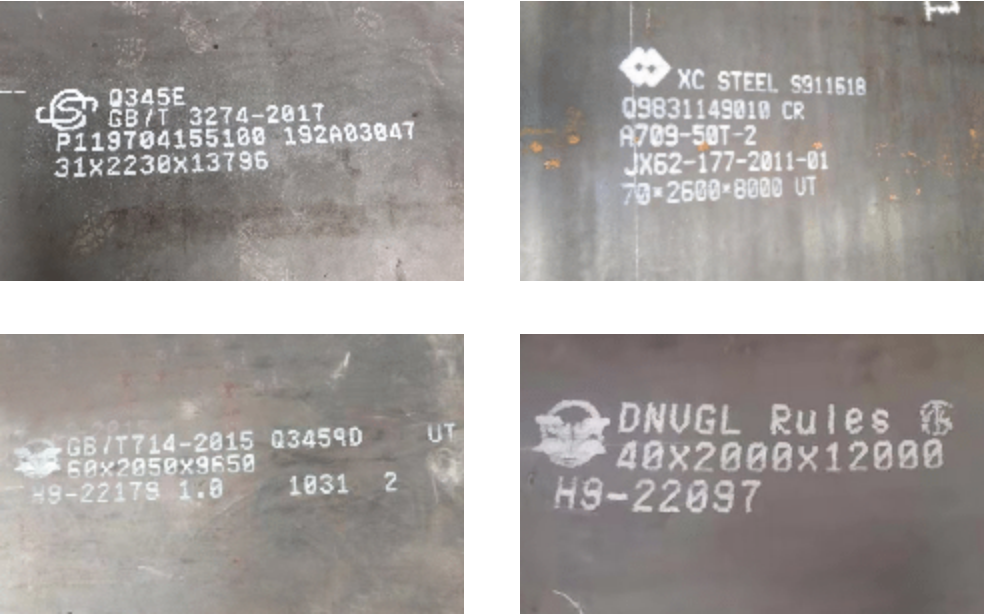 Q345E
GB/T 3274-2017
P119704155100 192A03047
31X2230X13796
XC STEEL S911618
Q9831149010 CR
A709-50T-2
JX62-177-2011-01
70*2600*8000 UT
GB/T714-2015 Q345qD UT
60X2050X9650
H9-22179 1.0 1031 2
DNVGL Rules
40X2000X12000
H9-22097